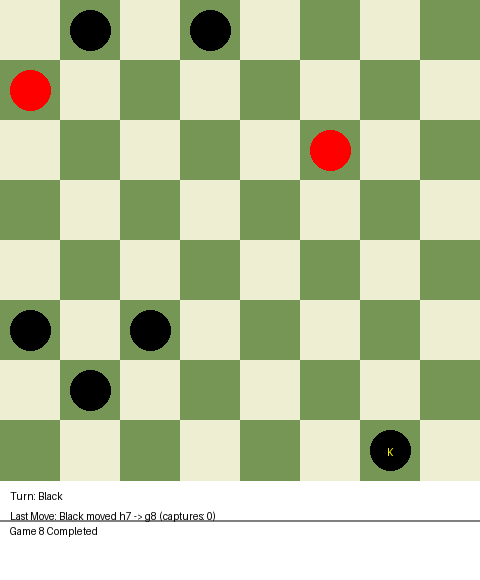 K
Turn: Black
Last Move: Black moved h7 -> g8 (captures: 0)
Game 8 Completed